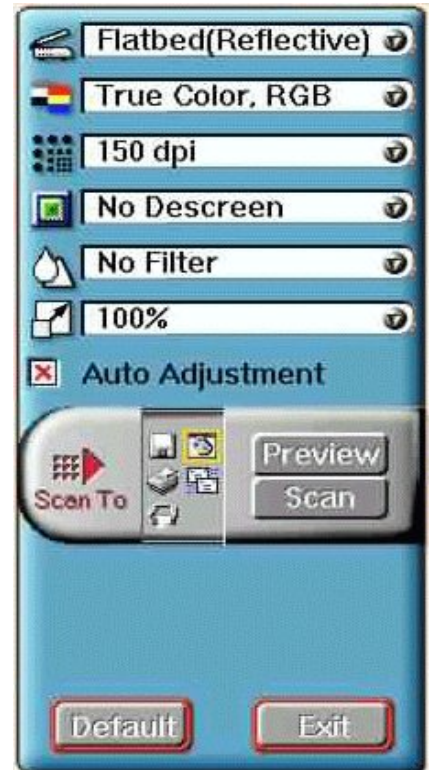 Flatbed(Reflective)
True Color, RGB
150 dpi
No Descreen
No Filter
100%
Auto Adjustment
Scan To
Preview
Scan
Default
Exit